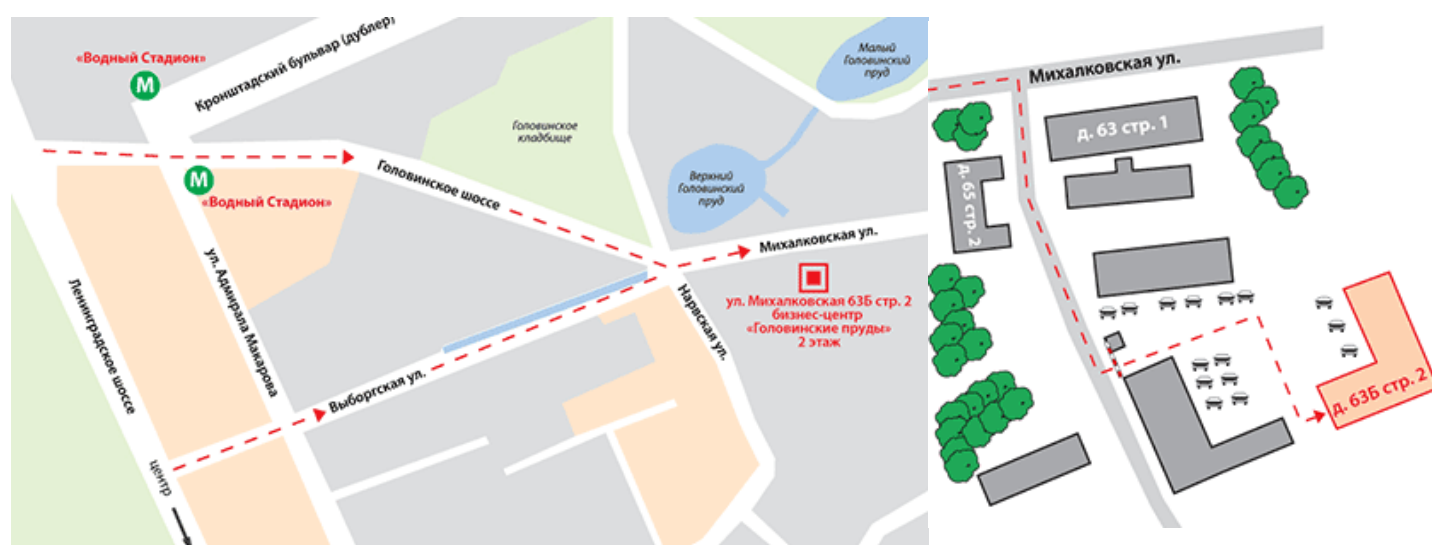 «Водный Стадион»
М
Кронштадский бульвар (дублер)
Малый
Головинский
пруд
Головинское
кладбище
Головинское шоссе
М
«Водный Стадион»
Верхний
Головинский
пруд
Михалковская ул.
ул. Михалковская 63Б стр. 2
бизнес-центр
«Головинские пруды»
2 этаж
Ленинградское шоссе
ул. Адмирала Макарова
Нарвская ул.
Выборгская ул.
центр
Михалковская ул.
д. 63 стр. 1
д. 65 стр. 2
д. 63Б стр. 2